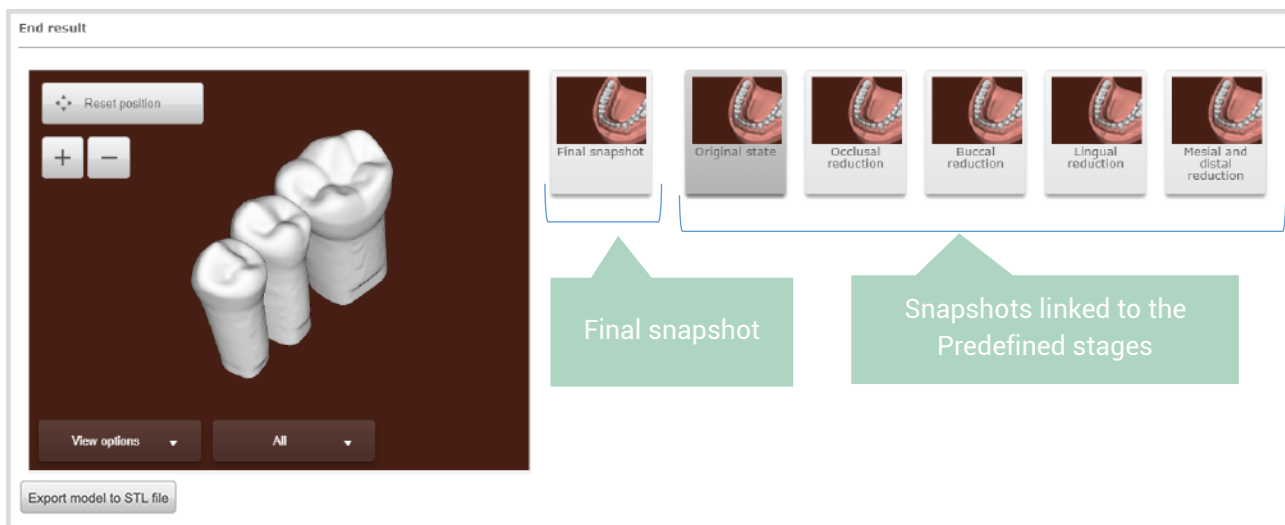 End result
Reset position
+ −
View options
All
Export model to STL file
Final snapshot
Original state
Occlusal
reduction
Buccal
reduction
Lingual
reduction
Mesial and
distal
reduction
Final snapshot
Snapshots linked to the
Predefined stages